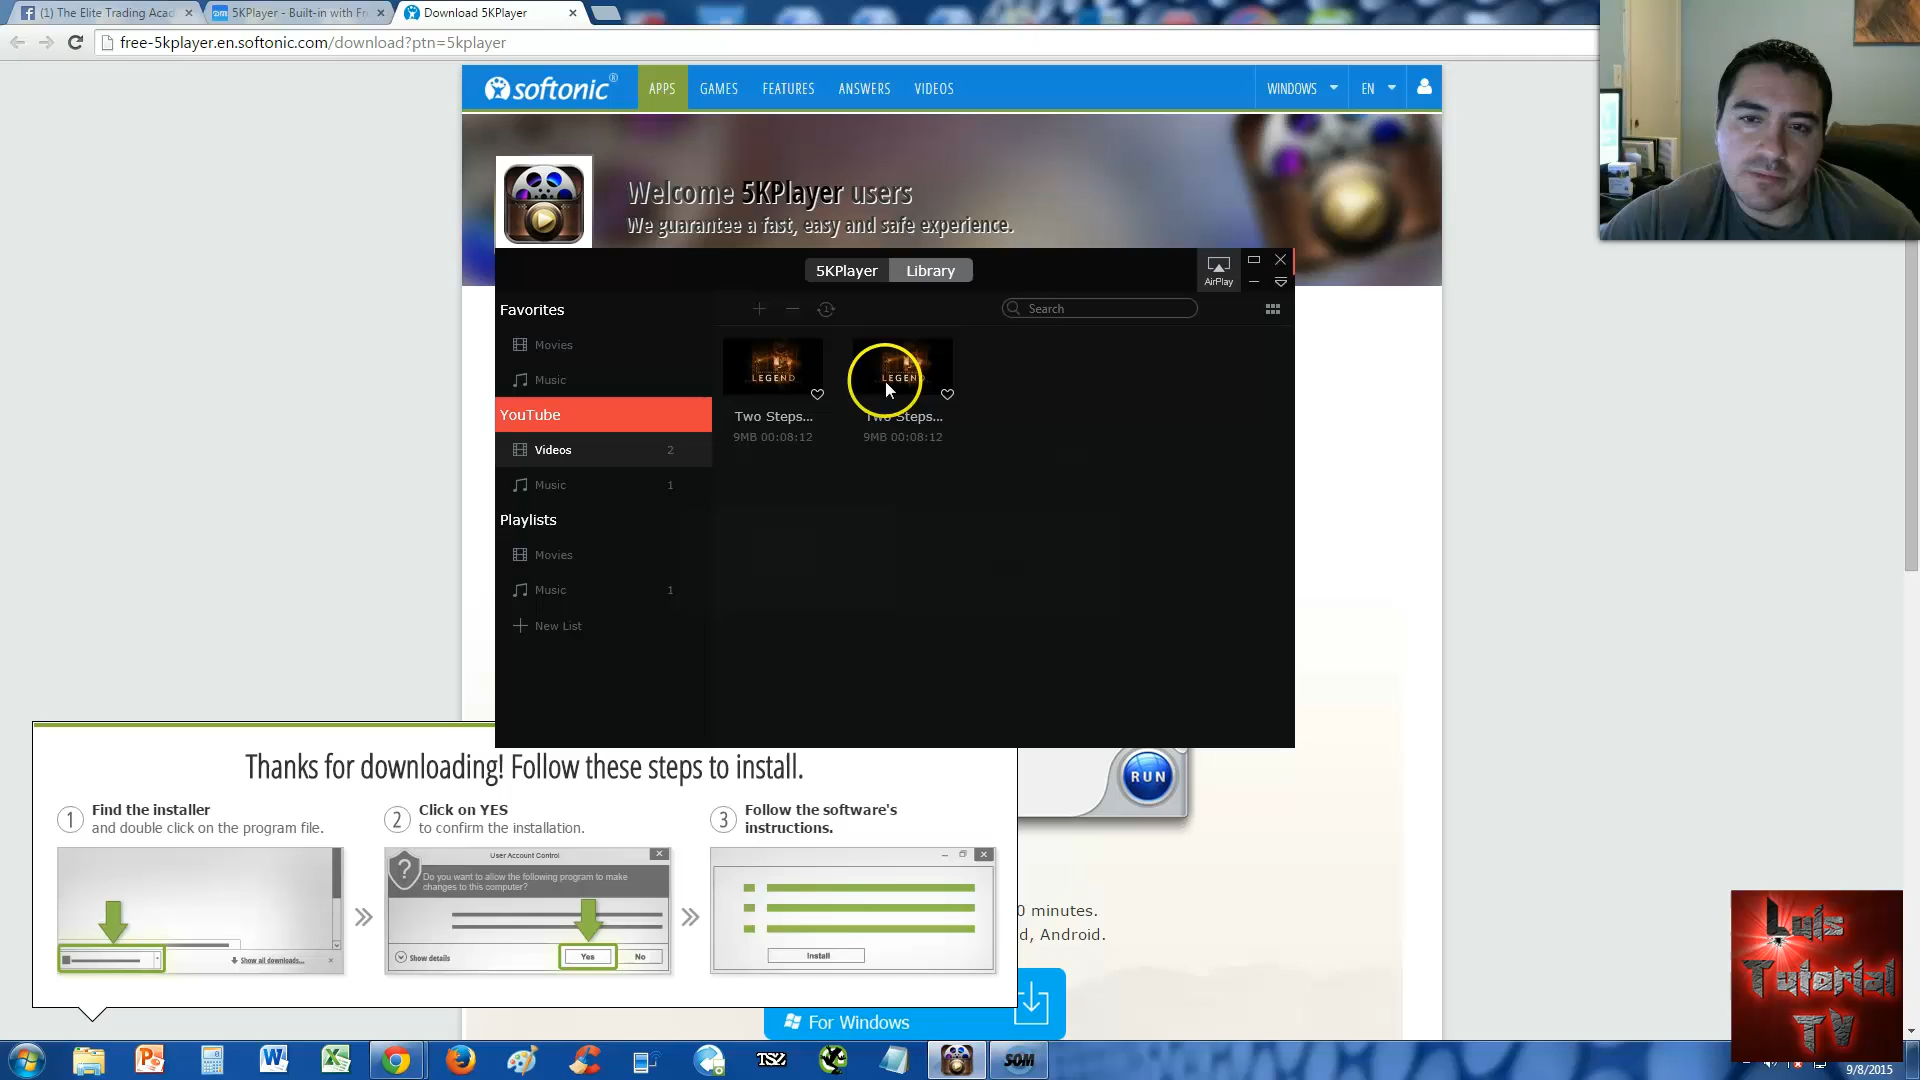 (1) The Elite Trading Acad
5KPlayer - Built-in with Fr
Download 5KPlayer
free-5kplayer.en.softonic.com/download?ptn=5kplayer
softonic®
APPS
GAMES
FEATURES
ANSWERS
VIDEOS
WINDOWS
EN
Welcome 5KPlayer users
We guarantee a fast, easy and safe experience.
5KPlayer
Library
AirPlay
Favorites
Search
Movies
Music
YouTube
Videos 2
Music 1
Playlists
Movies
Music 1
New List
LEGEND
LEGEND
Two Steps...
Two Steps...
9MB 00:08:12
9MB 00:08:12
RUN
Thanks for downloading! Follow these steps to install.
1
Find the installer
and double click on the program file.
2
Click on YES
to confirm the installation.
3
Follow the software's
instructions.
Show all downloads...
User Account Control
Do you want to allow the following program to make
changes to this computer?
Show details
Yes
No
Install
0 minutes.
d, Android.
For Windows
Luis
Tutorial
TV
TS2
SOM
9/8/2015